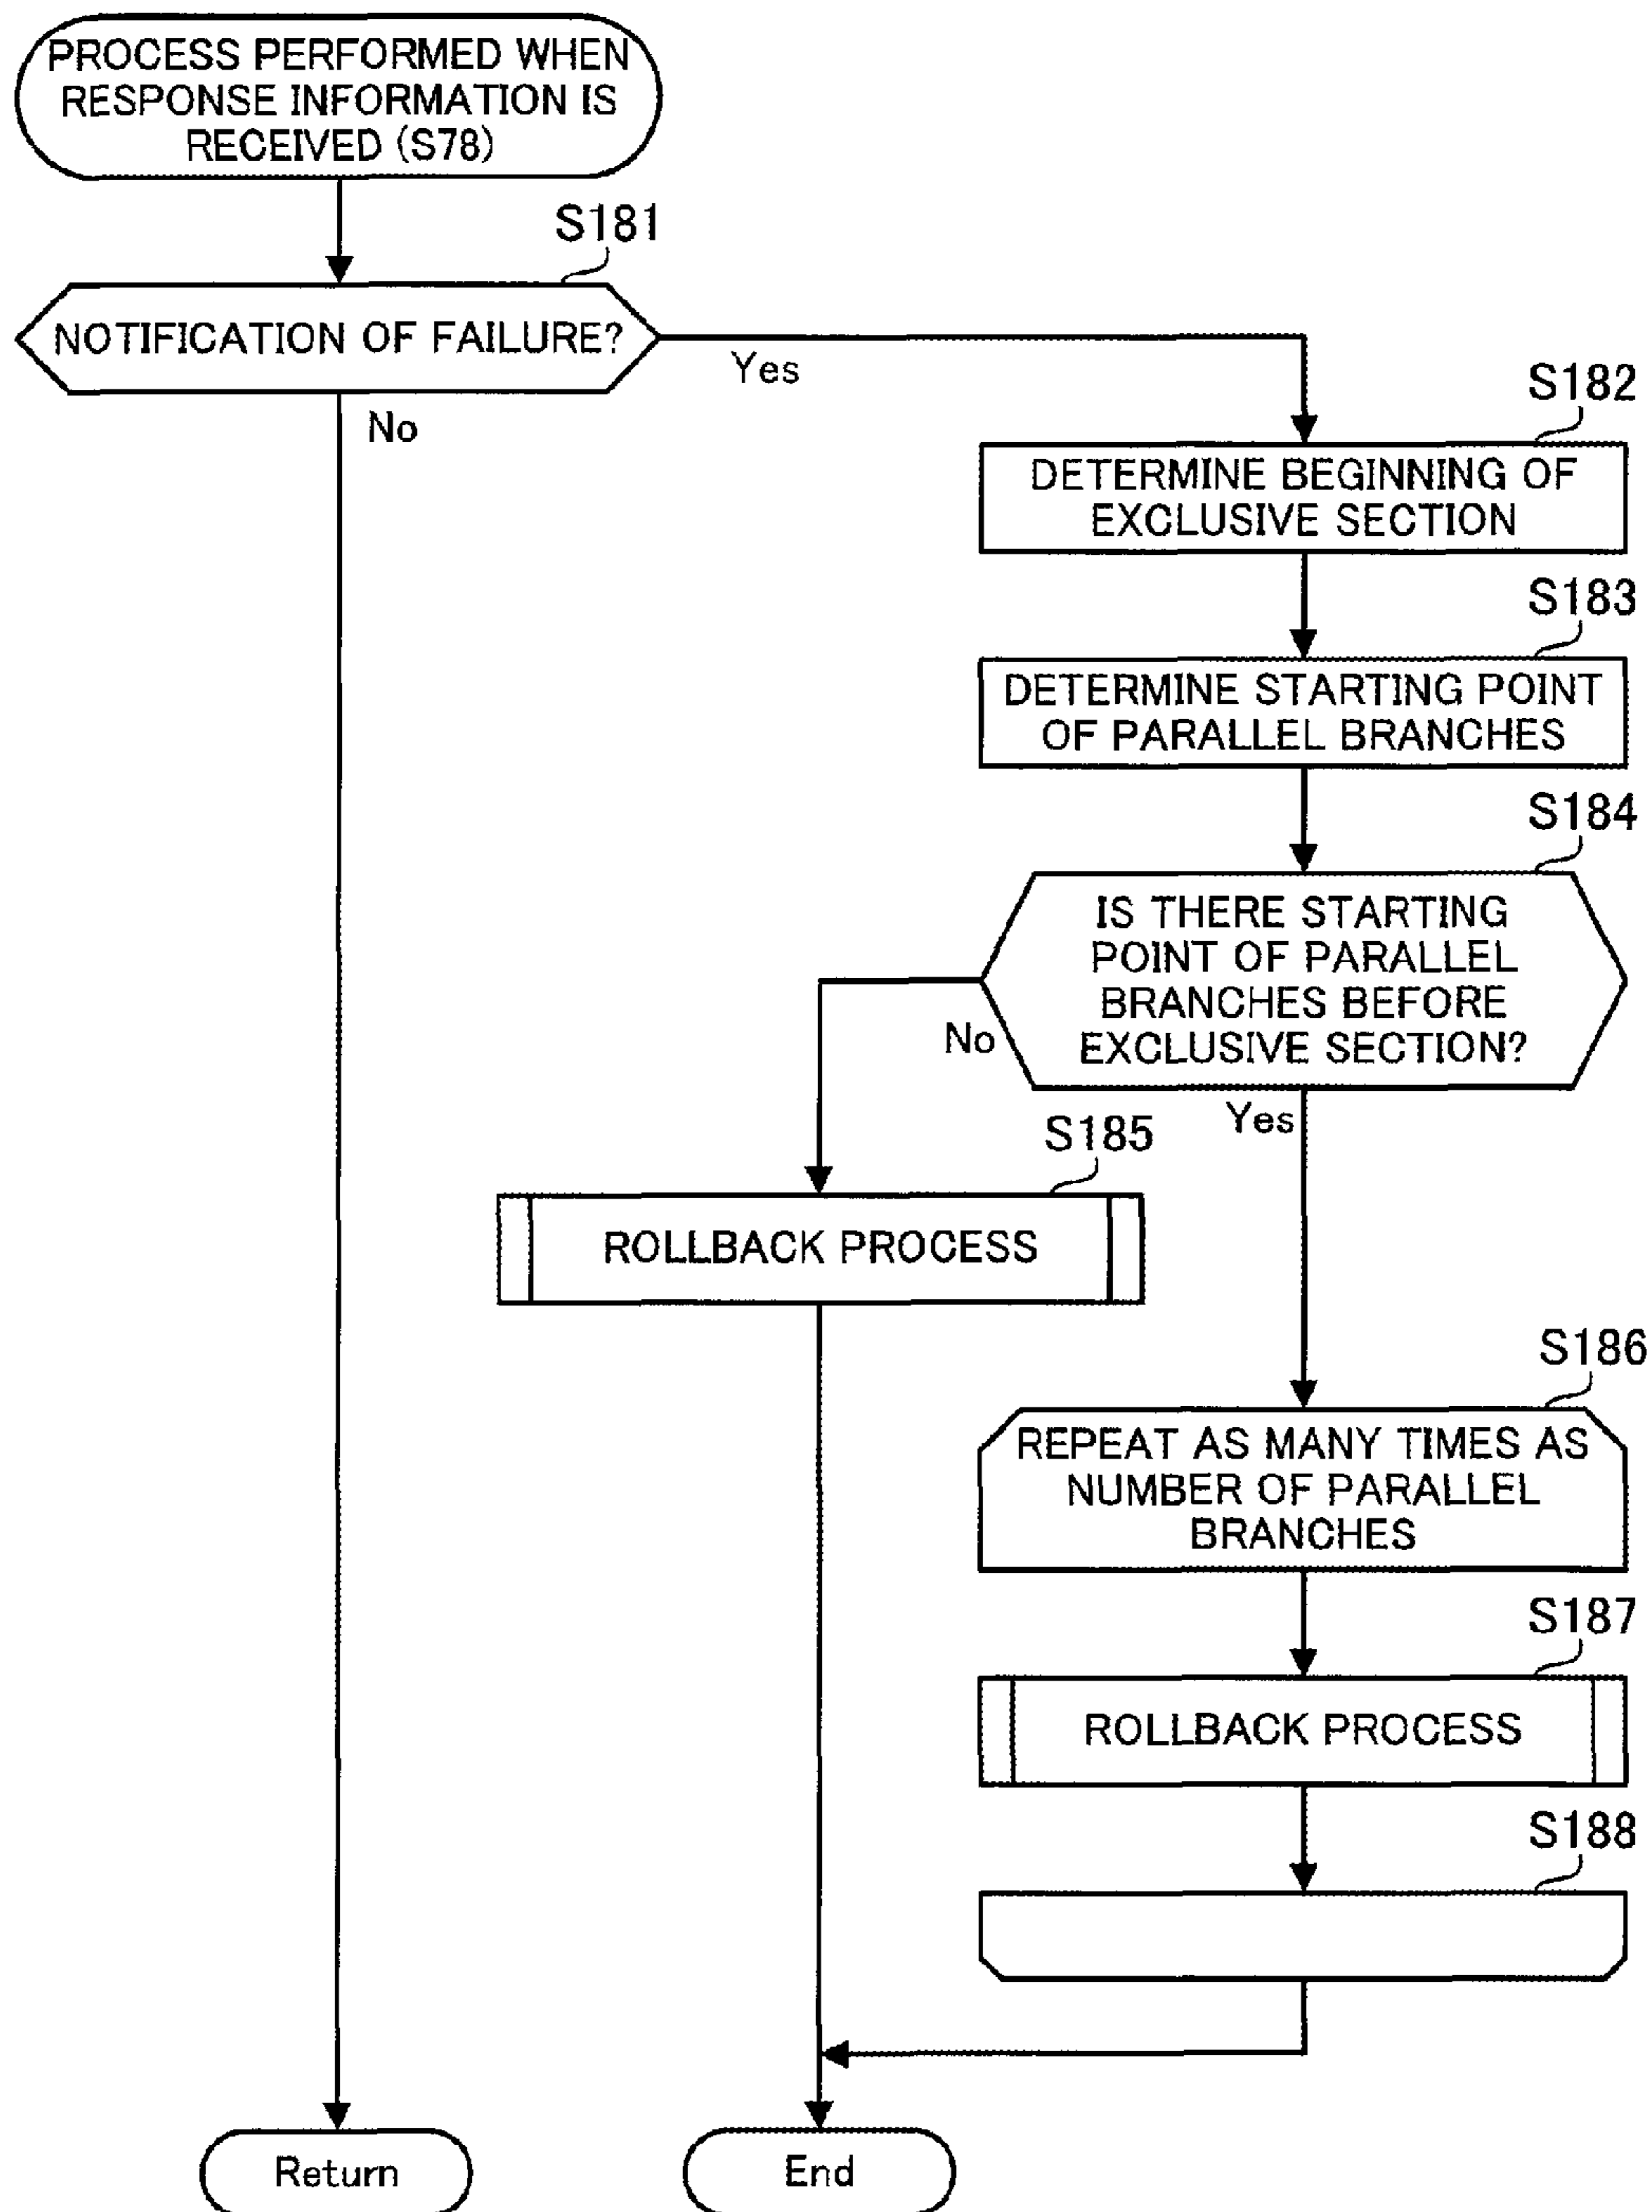 PROCESS PERFORMED WHEN
RESPONSE INFORMATION IS
RECEIVED (S78)
S181
NOTIFICATION OF FAILURE?
Yes
No
S182
DETERMINE BEGINNING OF
EXCLUSIVE SECTION
S183
DETERMINE STARTING POINT
OF PARALLEL BRANCHES
S184
IS THERE STARTING
POINT OF PARALLEL
BRANCHES BEFORE
EXCLUSIVE SECTION?
No
Yes
S185
ROLLBACK PROCESS
S186
REPEAT AS MANY TIMES AS
NUMBER OF PARALLEL
BRANCHES
S187
ROLLBACK PROCESS
S188
Return
End